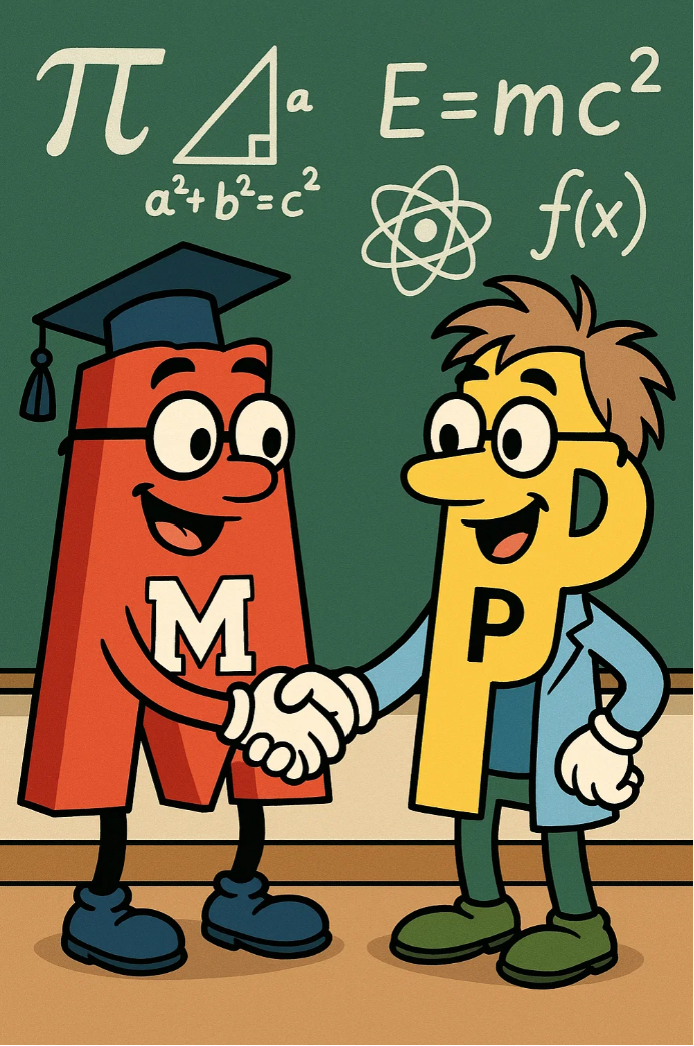 π
a
a²+b²=c²
E=mc²
f(x)
M
P